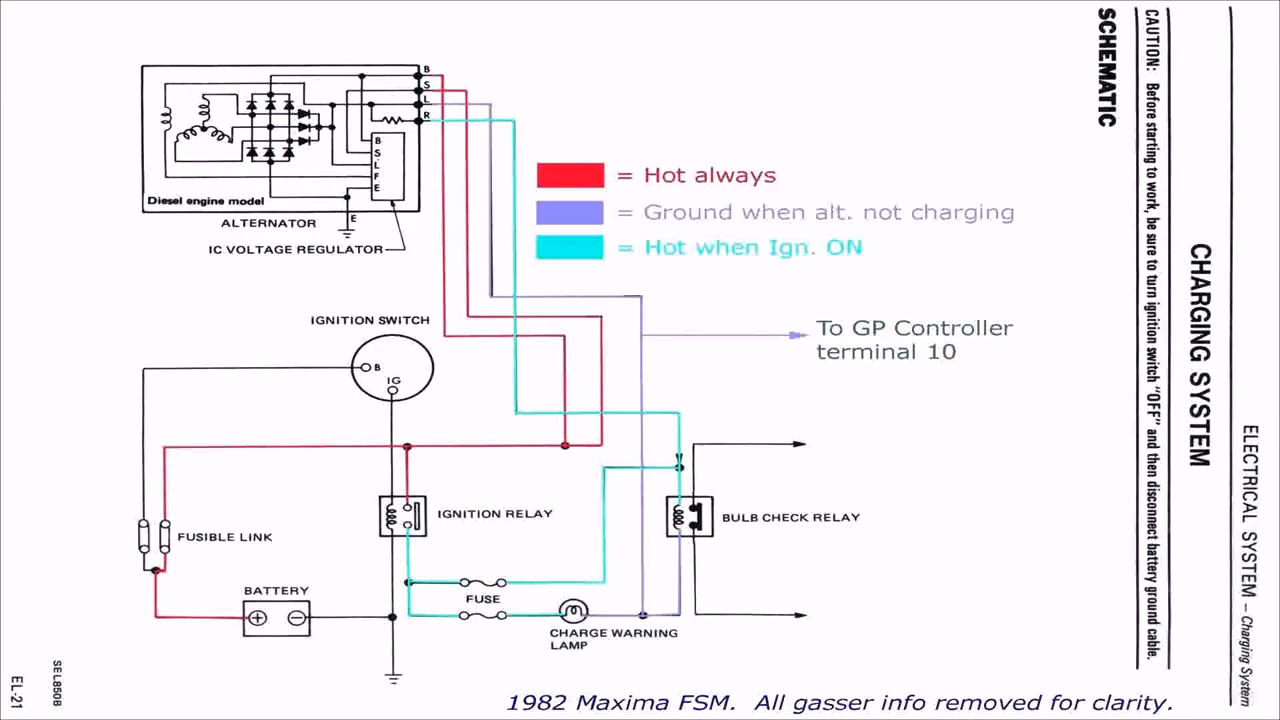 ELECTRICAL SYSTEM – Charging System
CHARGING SYSTEM
CAUTION: Before starting to work, be sure to turn ignition switch "OFF" and then disconnect battery ground cable.
SCHEMATIC
B
S
L
R
B
S
L
F
E
Diesel engine model
E
ALTERNATOR
IC VOLTAGE REGULATOR
= Hot always
= Ground when alt. not charging
= Hot when Ign. ON
IGNITION SWITCH
B
IG
To GP Controller
terminal 10
IGNITION RELAY
BULB CHECK RELAY
FUSIBLE LINK
BATTERY
+ −
FUSE
CHARGE WARNING
LAMP
SEL850B
EL-21
1982 Maxima FSM. All gasser info removed for clarity.